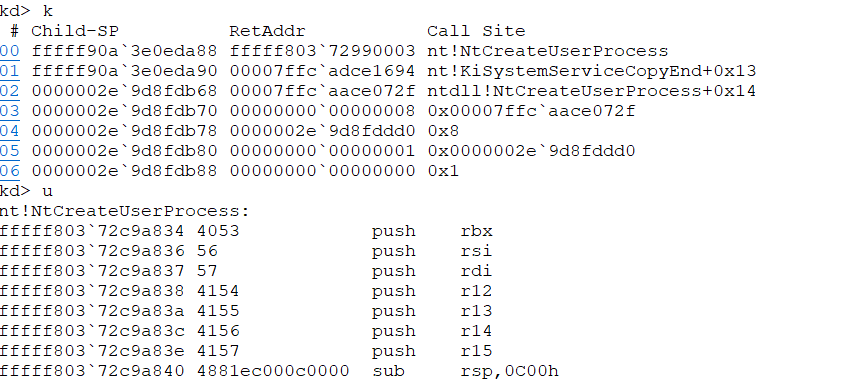 kd> k
 # Child-SP          RetAddr               Call Site
00 fffff90a`3e0eda88 fffff803`72990003 nt!NtCreateUserProcess
01 fffff90a`3e0eda90 00007ffc`adce1694 nt!KiSystemServiceCopyEnd+0x13
02 0000002e`9d8fdb68 00007ffc`aace072f ntdll!NtCreateUserProcess+0x14
03 0000002e`9d8fdb70 00000000`00000008 0x00007ffc`aace072f
04 0000002e`9d8fdb78 0000002e`9d8fddd0 0x8
05 0000002e`9d8fdb80 00000000`00000001 0x0000002e`9d8fddd0
06 0000002e`9d8fdb88 00000000`00000000 0x1
kd> u
nt!NtCreateUserProcess:
fffff803`72c9a834 4053            push    rbx
fffff803`72c9a836 56              push    rsi
fffff803`72c9a837 57              push    rdi
fffff803`72c9a838 4154            push    r12
fffff803`72c9a83a 4155            push    r13
fffff803`72c9a83c 4156            push    r14
fffff803`72c9a83e 4157            push    r15
fffff803`72c9a840 4881ec000c0000  sub     rsp,0C00h